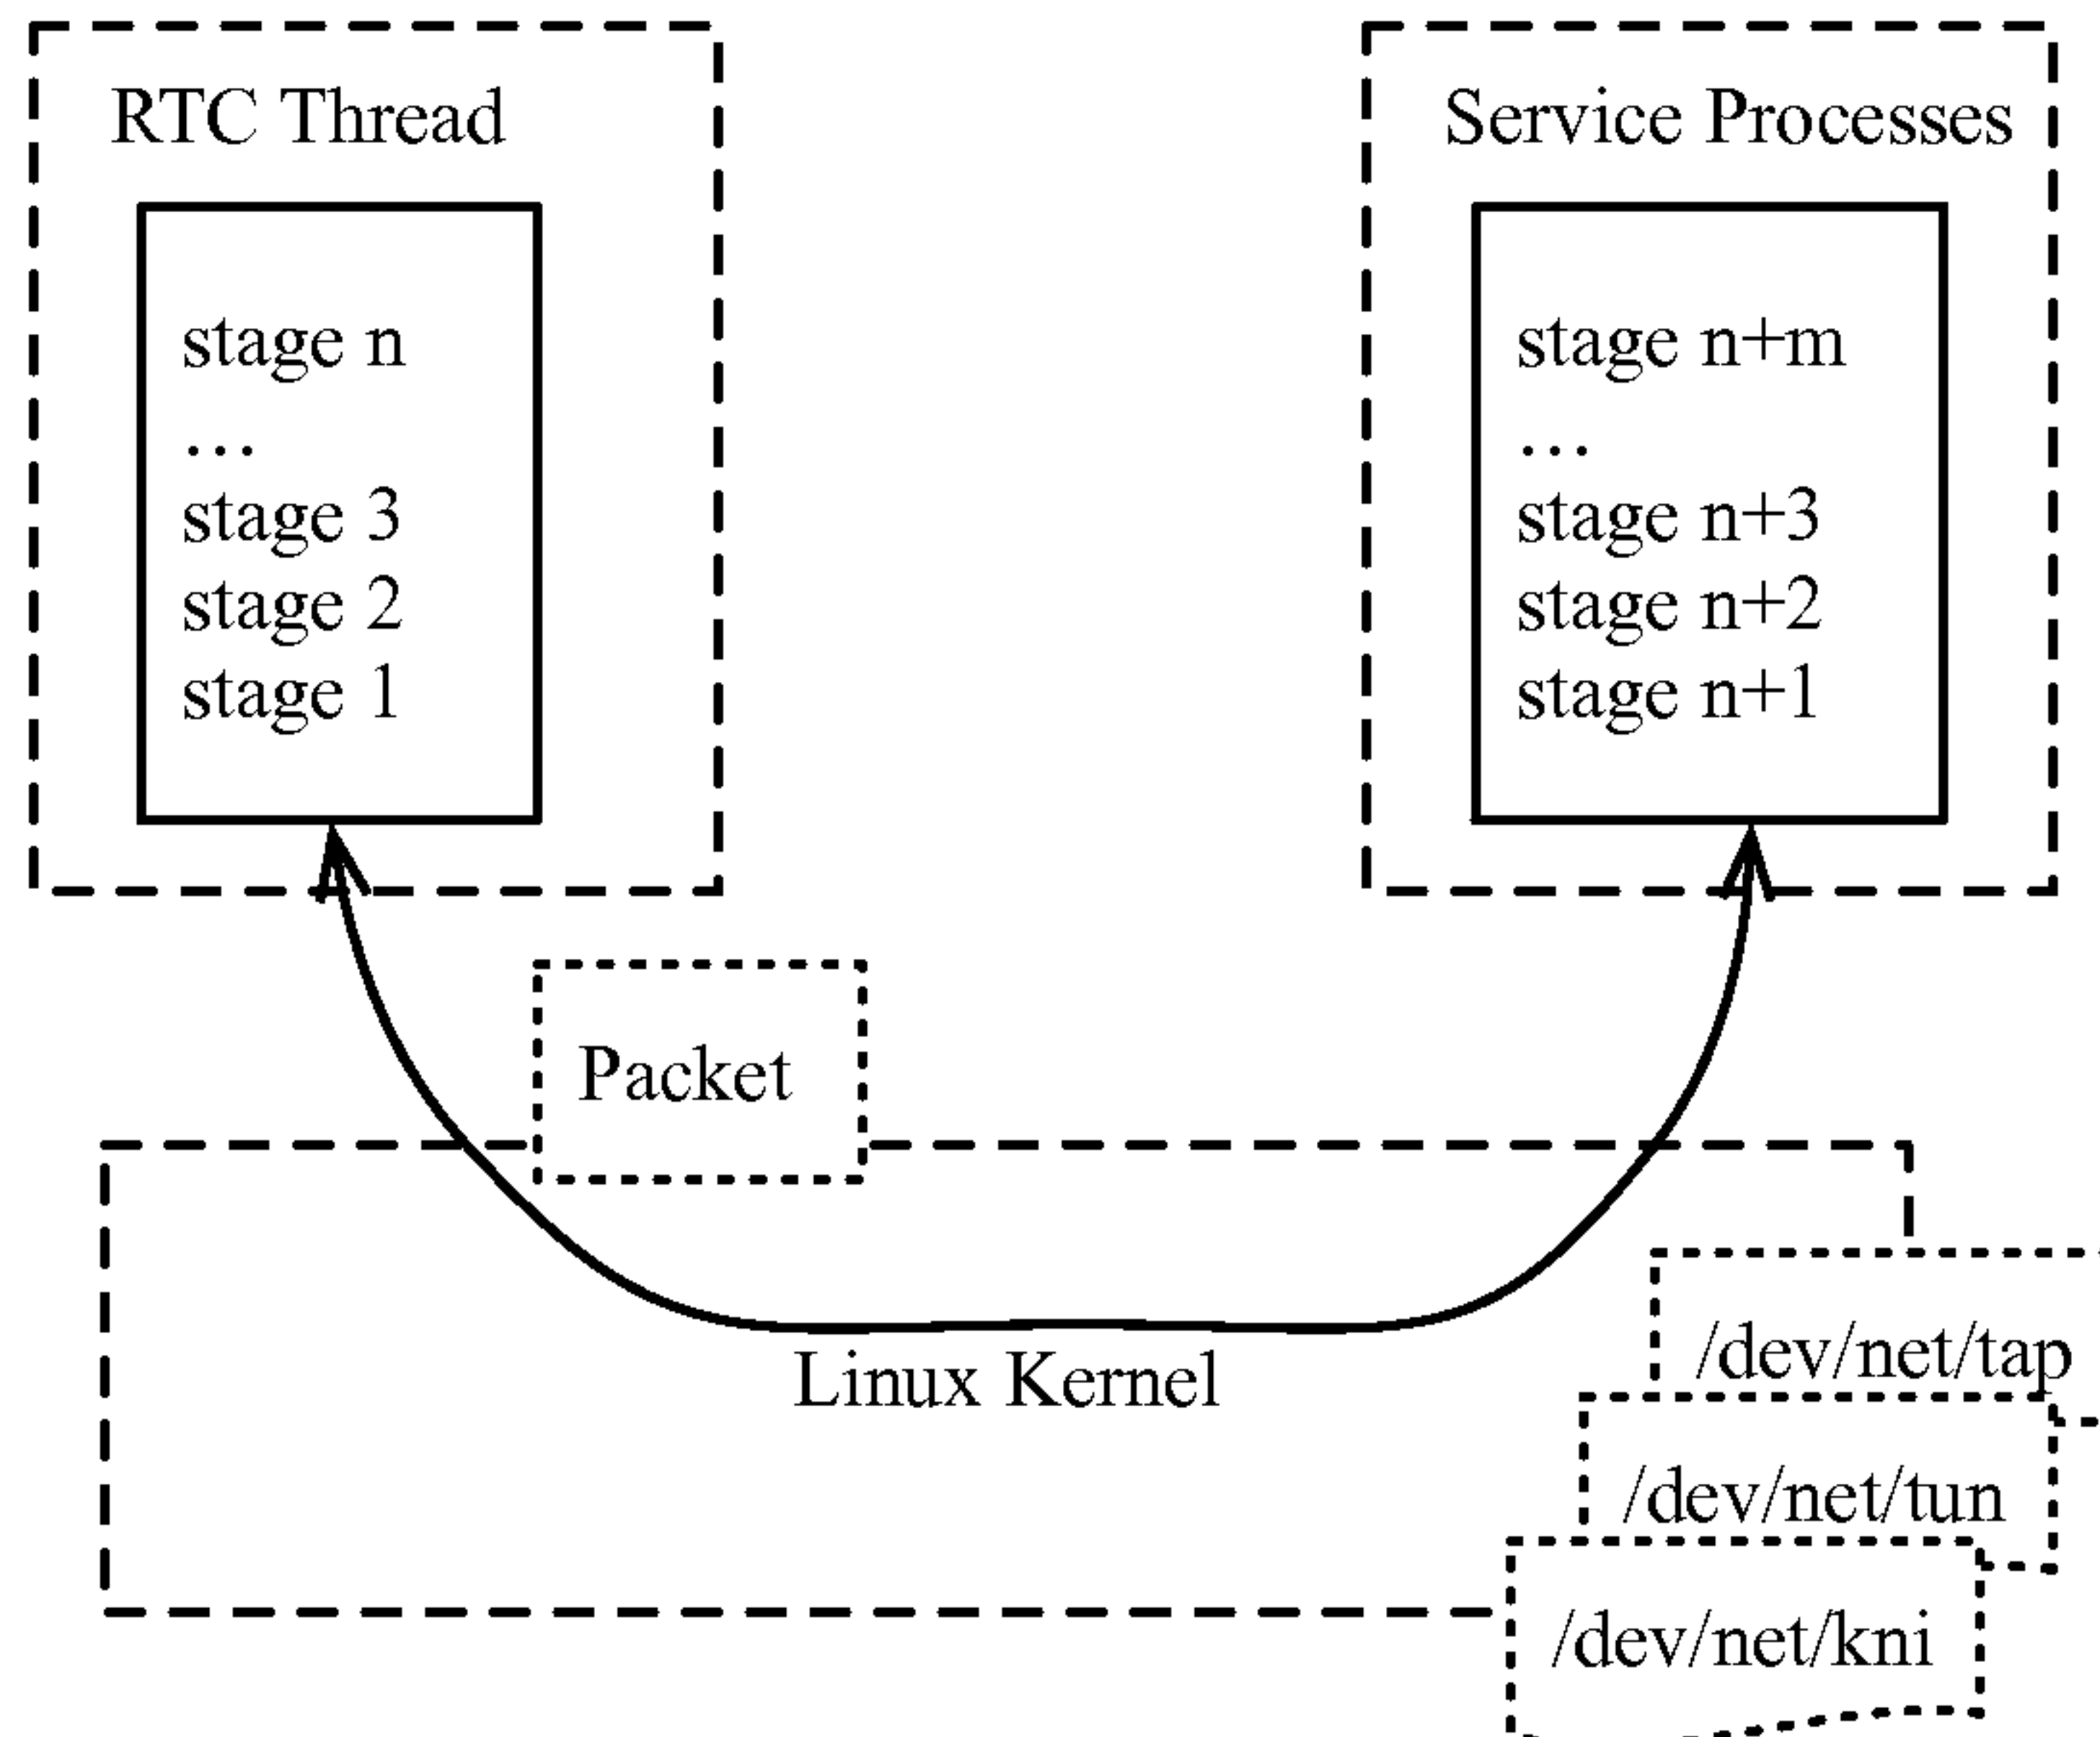 RTC Thread
stage n
...
stage 3
stage 2
stage 1
Service Processes
stage n+m
...
stage n+3
stage n+2
stage n+1
Packet
Linux Kernel
/dev/net/tap
/dev/net/tun
/dev/net/kni